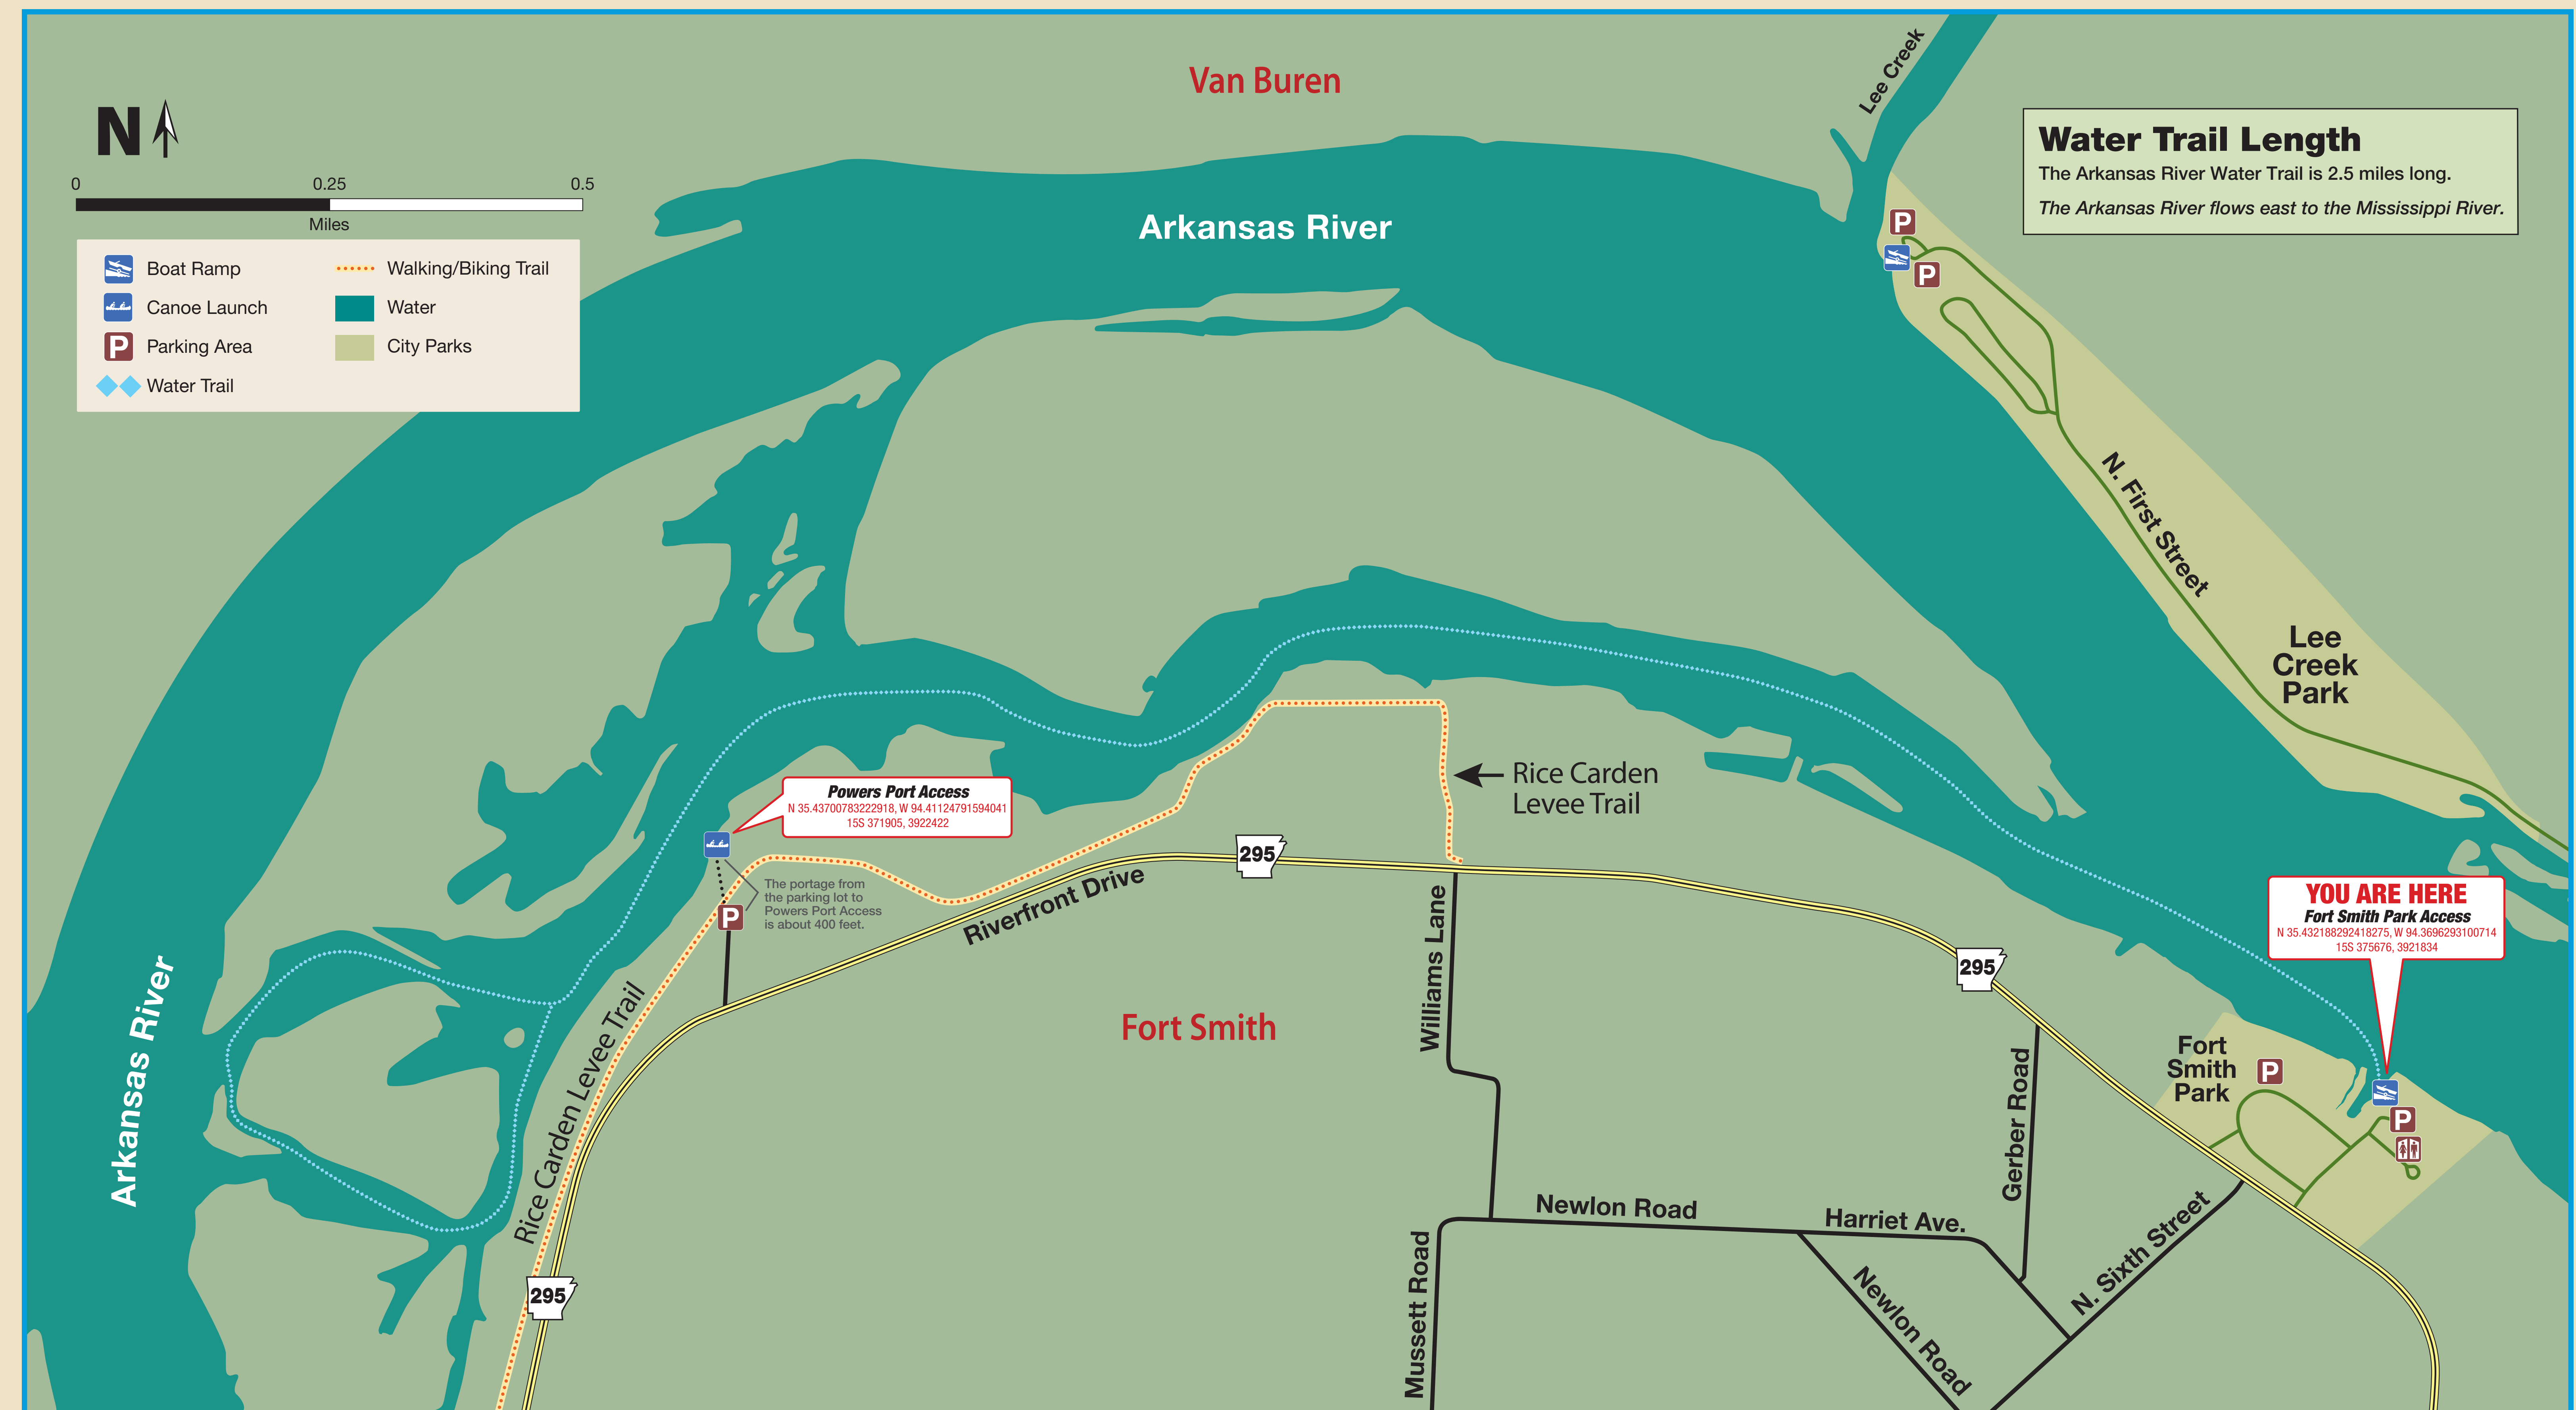 Van Buren
Lee Creek
N
0 0.25 0.5
Miles
Boat Ramp
Canoe Launch
Parking Area
Water Trail
Walking/Biking Trail
Water
City Parks
Water Trail Length
The Arkansas River Water Trail is 2.5 miles long.
The Arkansas River flows east to the Mississippi River.
Arkansas River
P
P
P
N. First Street
Lee
Creek
Park
Powers Port Access
N 35.43700783222918, W 94.41124791594041
15S 371905, 3922422
The portage from
the parking lot to
Powers Port Access
is about 400 feet.
P
Rice Carden
Levee Trail
295
Riverfront Drive
Williams Lane
295
YOU ARE HERE
Fort Smith Park Access
N 35.432188292418275, W 94.3696293100714
15S 375676, 3921834
Arkansas River
Rice Carden Levee Trail
Fort Smith
Fort
Smith
Park
P
P
Gerber Road
Newlon Road
Harriet Ave.
N. Sixth Street
295
Mussett Road
Newlon Road